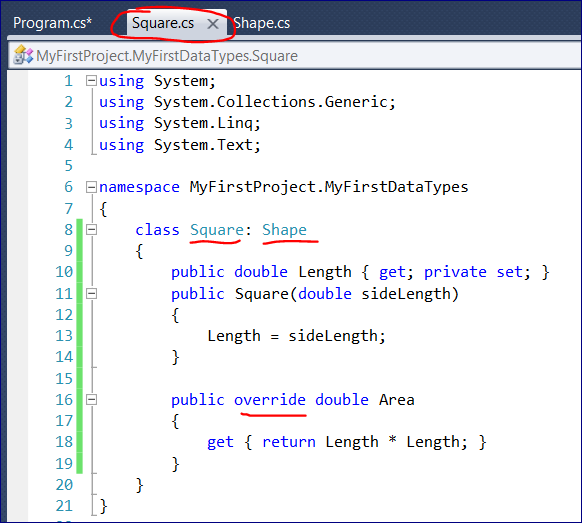 Program.cs* Square.cs Shape.cs
MyFirstProject.MyFirstDataTypes.Square
1 using System;
2 using System.Collections.Generic;
3 using System.Linq;
4 using System.Text;
5
6 namespace MyFirstProject.MyFirstDataTypes
7 {
8 class Square: Shape
9 {
10 public double Length { get; private set; }
11 public Square(double sideLength)
12 {
13 Length = sideLength;
14 }
15
16 public override double Area
17 {
18 get { return Length * Length; }
19 }
20 }
21 }